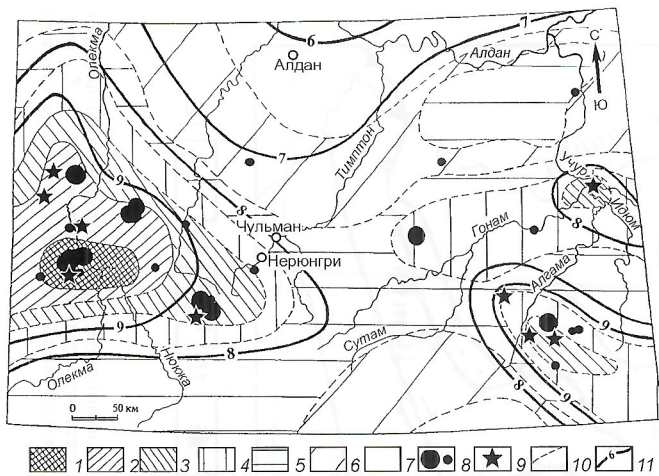 6
7
Олекма
Алдан
Алдан
С
Ю
7
Тимптон
9
8
Учур
Идюм
8
Чульман
Гонам
Нерюнгри
Алгама
9
8
Сутам
9
8
9
Нюкжа
Олекма
0 50 км
1 2 3 4 5 6 7 8 9 10 6 11